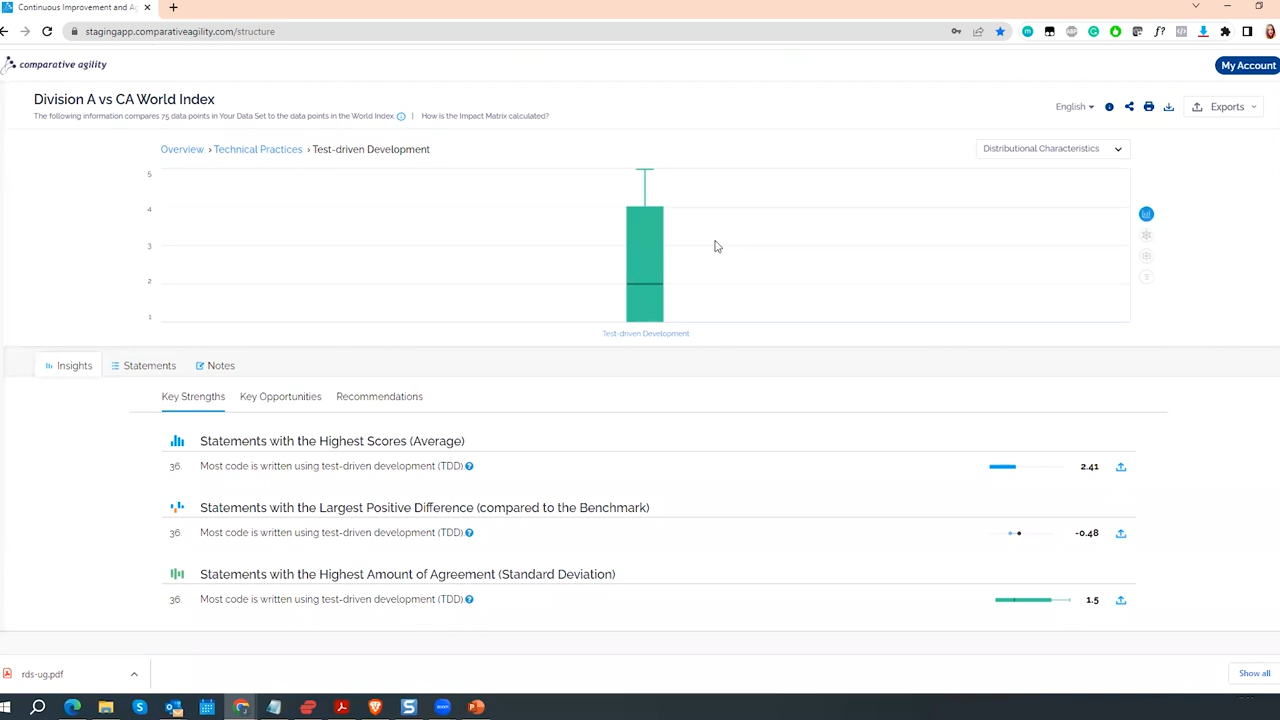 Continuous Improvement and Ag
stagingapp.comparativeagility.com/structure
comparative agility
My Account
Division A vs CA World Index
The following information compares 75 data points in Your Data Set to the data points in the World Index. | How is the Impact Matrix calculated?
English
Exports
Overview › Technical Practices › Test-driven Development
Distributional Characteristics
5
4
3
2
1
Test-driven Development
Insights
Statements
Notes
Key Strengths
Key Opportunities
Recommendations
Statements with the Highest Scores (Average)
36. Most code is written using test-driven development (TDD). 2.41
Statements with the Largest Positive Difference (compared to the Benchmark)
36. Most code is written using test-driven development (TDD). -0.48
Statements with the Highest Amount of Agreement (Standard Deviation)
36. Most code is written using test-driven development (TDD). 1.5
rds-ug.pdf
Show all